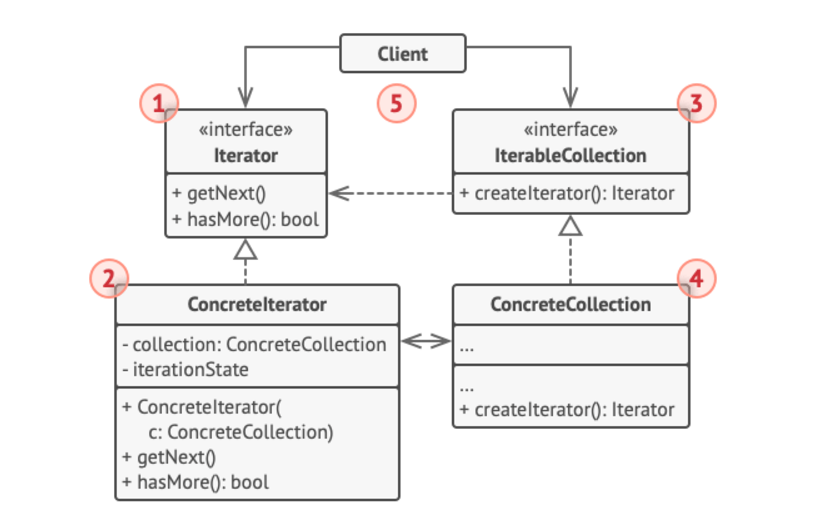 Client
1
5
3
«interface»
Iterator
+ getNext()
+ hasMore(): bool
«interface»
IterableCollection
+ createIterator(): Iterator
2
ConcreteIterator
- collection: ConcreteCollection
- iterationState
+ ConcreteIterator(
c: ConcreteCollection)
+ getNext()
+ hasMore(): bool
4
ConcreteCollection
...
...
+ createIterator(): Iterator